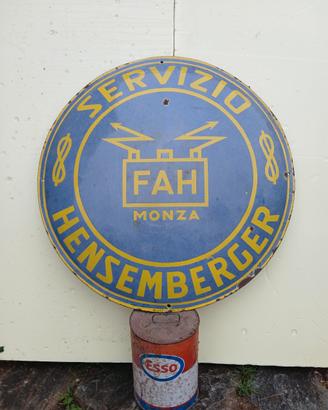 SERVIZIO
FAH
MONZA
HENSEMBERGER
Esso